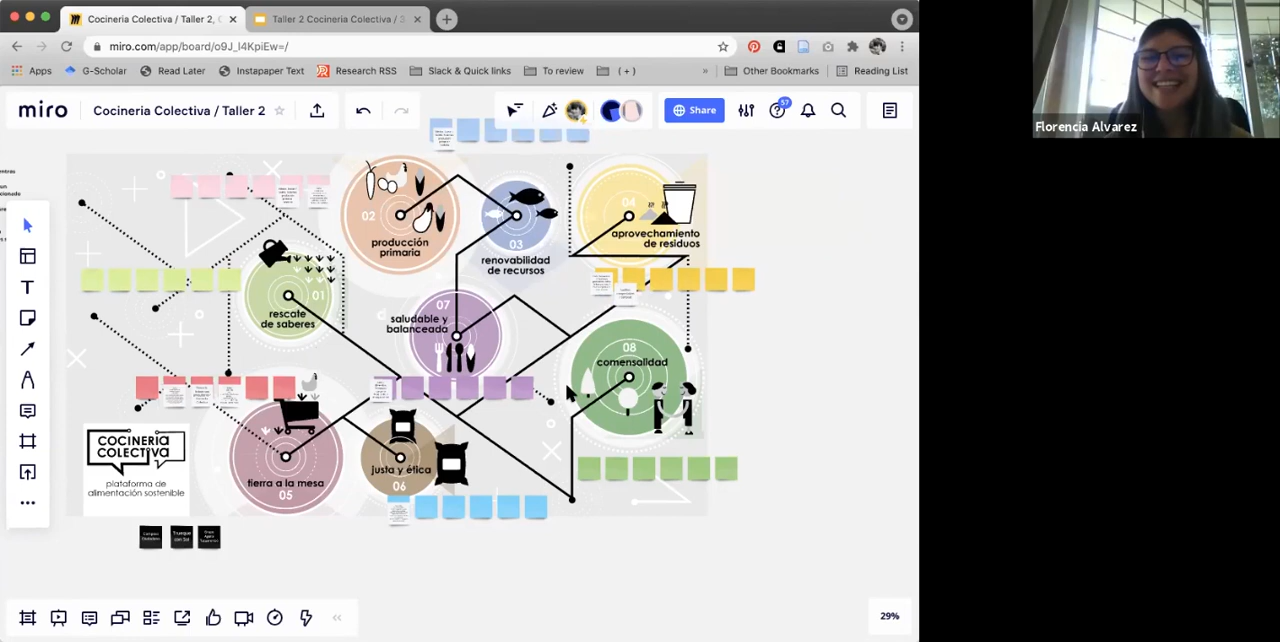 Cocineria Colectiva / Taller 2,
Taller 2 Cocineria Colectiva / 3
miro.com/app/board/o9J_l4KpiEw=/
Apps
G-Scholar
Read Later
Instapaper Text
Research RSS
Slack & Quick links
To review
( + )
»
Other Bookmarks
Reading List
miro
Cocineria Colectiva / Taller 2
Share
57
Florencia Alvarez
02
producción
primaria
03
renovabilidad
de recursos
04
aprovechamiento
de residuos
01
rescate
de saberes
07
saludable y
balanceada
08
comensalidad
COCINERIA
COLECTIVA
plataforma de
alimentación sostenible
tierra a la mesa
05
justa y ética
06
29%